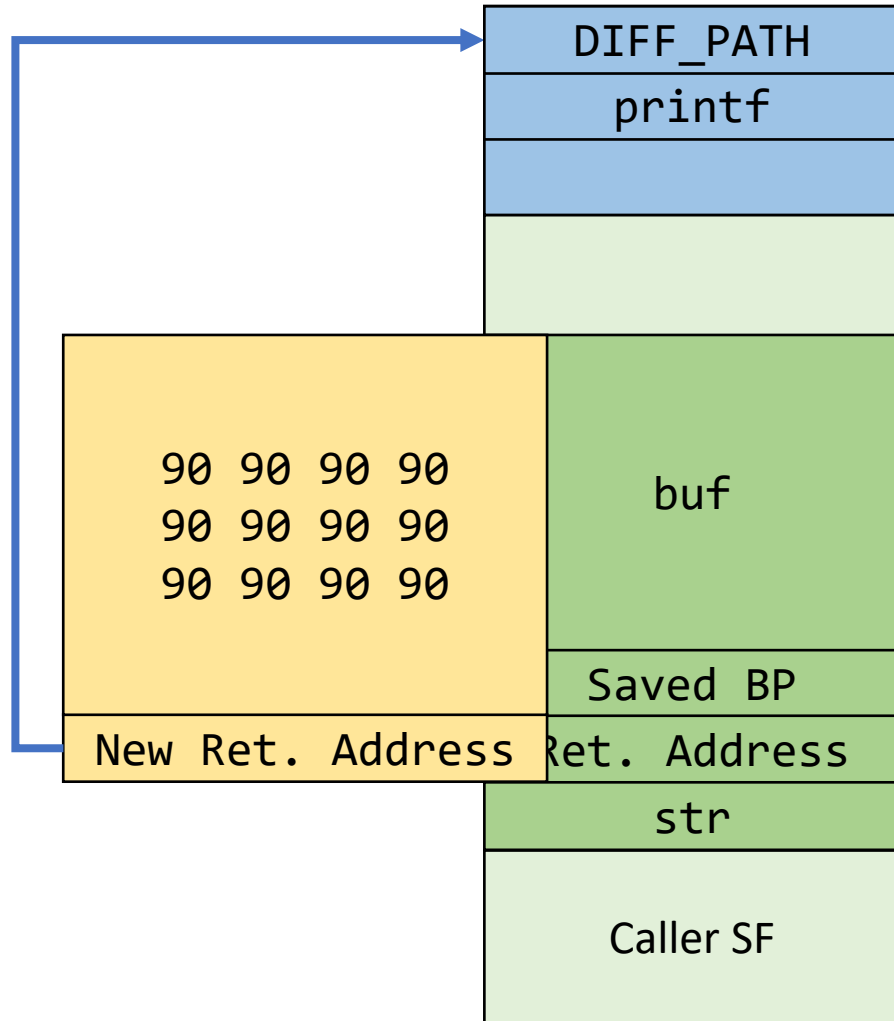 DIFF_PATH
printf
90 90 90 90
90 90 90 90
90 90 90 90
buf
Saved BP
New Ret. Address
Ret. Address
str
Caller SF